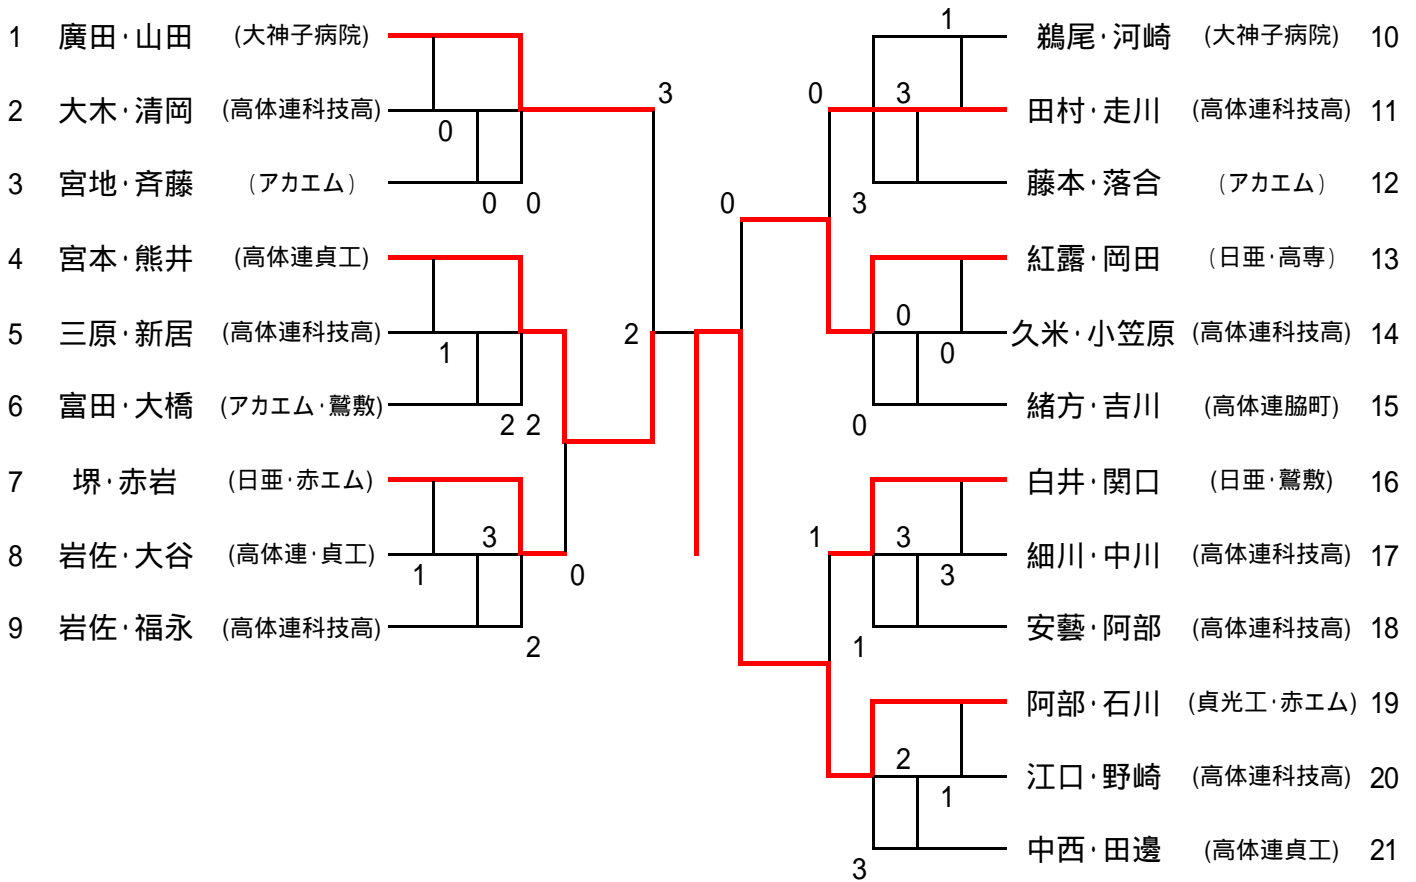 1 廣田・山田 (大神子病院)
2 大木・清岡 (高体連科技高)
3 宮地・斉藤 (アカエム)
4 宮本・熊井 (高体連貞工)
5 三原・新居 (高体連科技高)
6 富田・大橋 (アカエム・鷲敷)
7 堺・赤岩 (日亜・赤エム)
8 岩佐・大谷 (高体連・貞工)
9 岩佐・福永 (高体連科技高)
0
0 0
1
2 2
3
1
0
2
3
2
0
0
1
3
3
0
0
0
1
3
3
1
2
1
3
鵜尾・河崎 (大神子病院) 10
田村・走川 (高体連科技高) 11
藤本・落合 (アカエム) 12
紅露・岡田 (日亜・高専) 13
久米・小笠原 (高体連科技高) 14
緒方・吉川 (高体連脇町) 15
白井・関口 (日亜・鷲敷) 16
細川・中川 (高体連科技高) 17
安藝・阿部 (高体連科技高) 18
阿部・石川 (貞光工・赤エム) 19
江口・野崎 (高体連科技高) 20
中西・田邊 (高体連貞工) 21